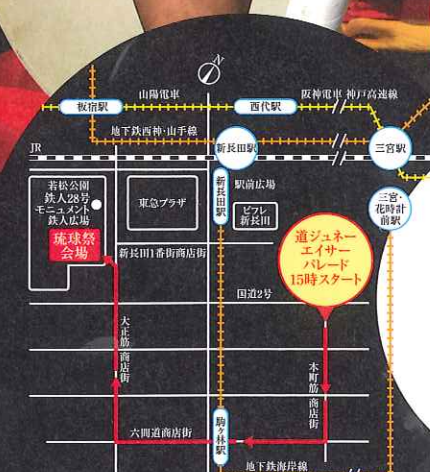 N
山陽電車
阪神電車 神戸高速線
板宿駅
西代駅
地下鉄西神・山手線
新長田駅
三宮駅
JR
若松公園
鉄人28号
モニュメント
鉄人広場
琉球祭
会場
東急プラザ
新長田駅
駅前広場
ピフレ
新長田
三宮・
花時計
前駅
道ジュネー
エイサー
パレード
15時スタート
新長田1番街商店街
国道2号
大正筋商店街
本町筋商店街
六間道商店街
駒ヶ林駅
地下鉄海岸線